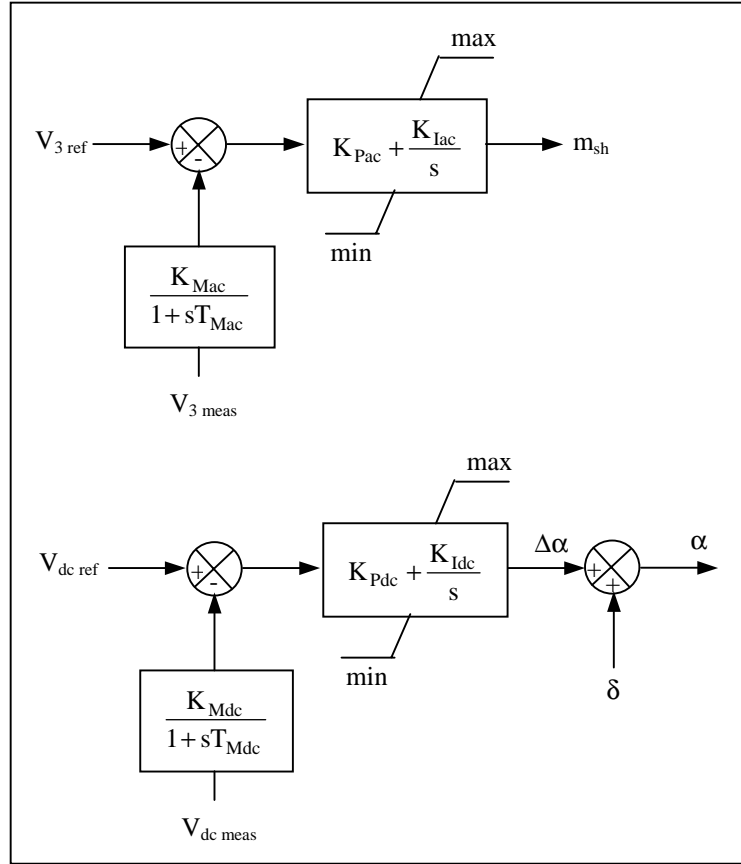 max
V3 ref
+
-
KPac + KIac/s
msh
min
KMac
1 + sTMac
V3 meas
max
Vdc ref
+
-
KPdc + KIdc/s
Δα
+
+
α
min
δ
KMdc
1 + sTMdc
Vdc meas